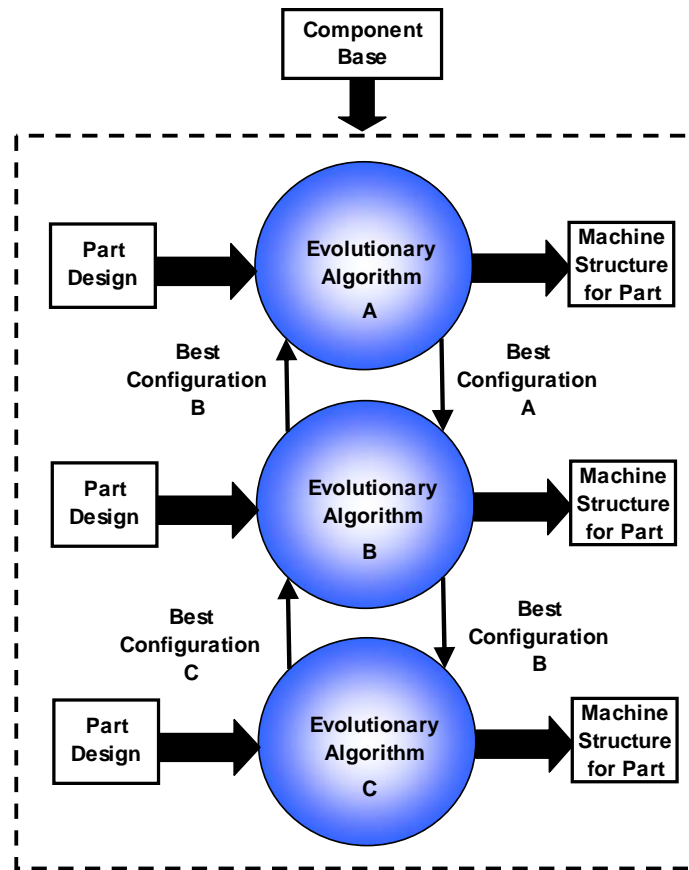 Component
Base
Part
Design
Evolutionary
Algorithm
A
Machine
Structure
for Part
Best
Configuration
B
Best
Configuration
A
Part
Design
Evolutionary
Algorithm
B
Machine
Structure
for Part
Best
Configuration
C
Best
Configuration
B
Part
Design
Evolutionary
Algorithm
C
Machine
Structure
for Part